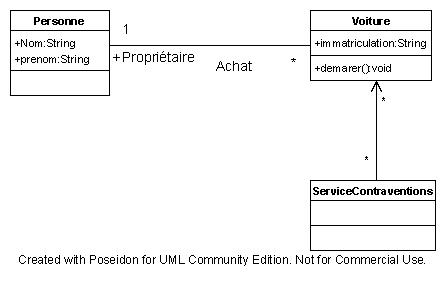 Personne
+Nom:String
+prenom:String
1
+Propriétaire
Achat
*
Voiture
+immatriculation:String
+demarer():void
*
*
ServiceContraventions
Created with Poseidon for UML Community Edition. Not for Commercial Use.